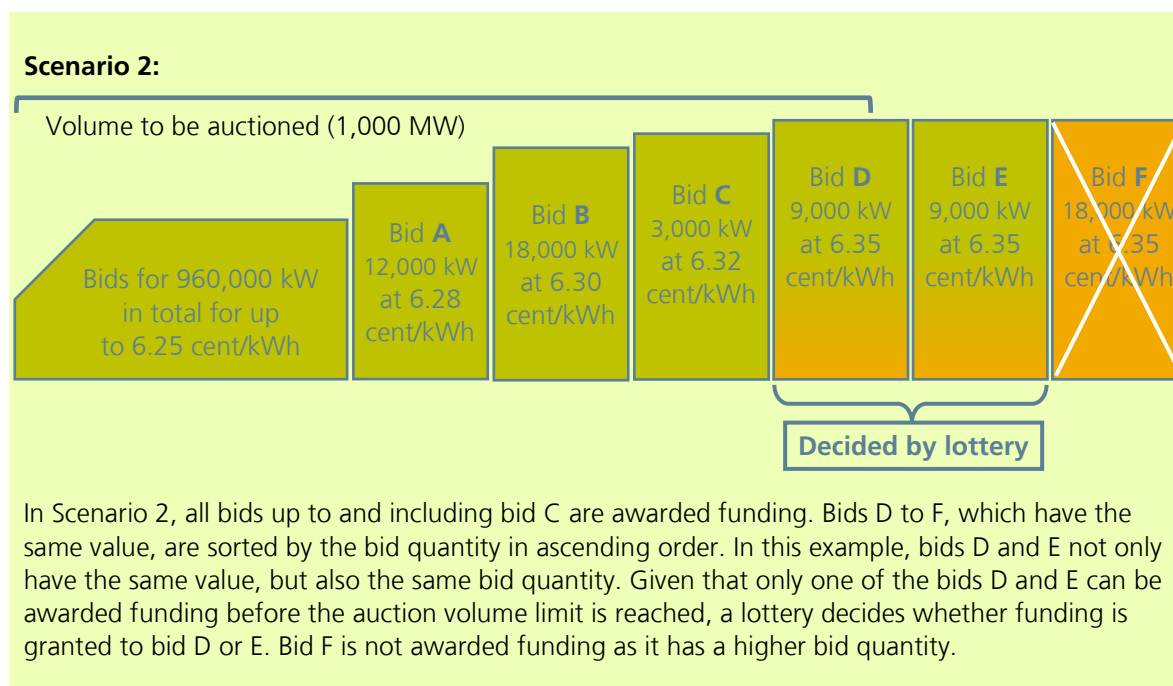 Scenario 2:
Volume to be auctioned (1,000 MW)
Bids for 960,000 kW
in total for up
to 6.25 cent/kWh
Bid A
12,000 kW
at 6.28
cent/kWh
Bid B
18,000 kW
at 6.30
cent/kWh
Bid C
3,000 kW
at 6.32
cent/kWh
Bid D
9,000 kW
at 6.35
cent/kWh
Bid E
9,000 kW
at 6.35
cent/kWh
Bid F
18,000 kW
at 6.35
cent/kWh
Decided by lottery
In Scenario 2, all bids up to and including bid C are awarded funding. Bids D to F, which have the
same value, are sorted by the bid quantity in ascending order. In this example, bids D and E not only
have the same value, but also the same bid quantity. Given that only one of the bids D and E can be
awarded funding before the auction volume limit is reached, a lottery decides whether funding is
granted to bid D or E. Bid F is not awarded funding as it has a higher bid quantity.